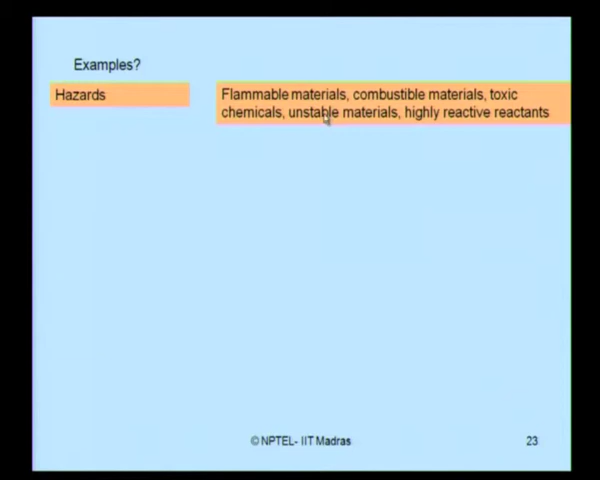 Examples?
Hazards
Flammable materials, combustible materials, toxic
chemicals, unstable materials, highly reactive reactants
© NPTEL- IIT Madras
23